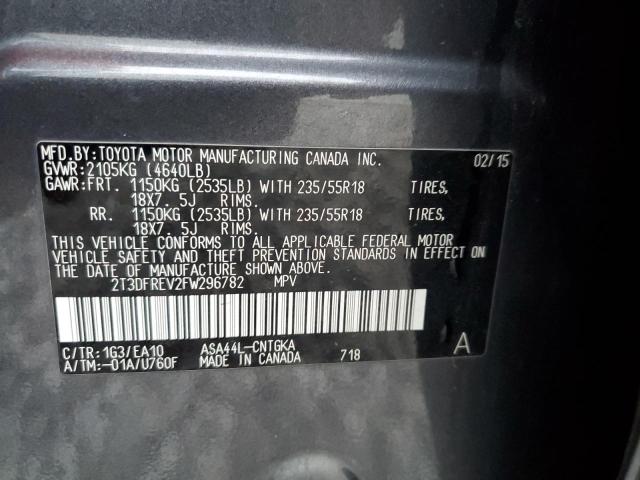 MFD.BY:TOYOTA MOTOR MANUFACTURING CANADA INC. 02/15
GVWR:2105KG (4640LB)
GAWR:FRT. 1150KG (2535LB) WITH 235/55R18 TIRES,
18X7.5J RIMS.
RR. 1150KG (2535LB) WITH 235/55R18 TIRES,
18X7.5J RIMS.
THIS VEHICLE CONFORMS TO ALL APPLICABLE FEDERAL MOTOR
VEHICLE SAFETY AND THEFT PREVENTION STANDARDS IN EFFECT ON
THE DATE OF MANUFACTURE SHOWN ABOVE.
2T3DFREV2FW296782 MPV
C/TR:1G3/EA10 ASA44L-CNTGKA A
A/TM:-01A/U760F MADE IN CANADA 718